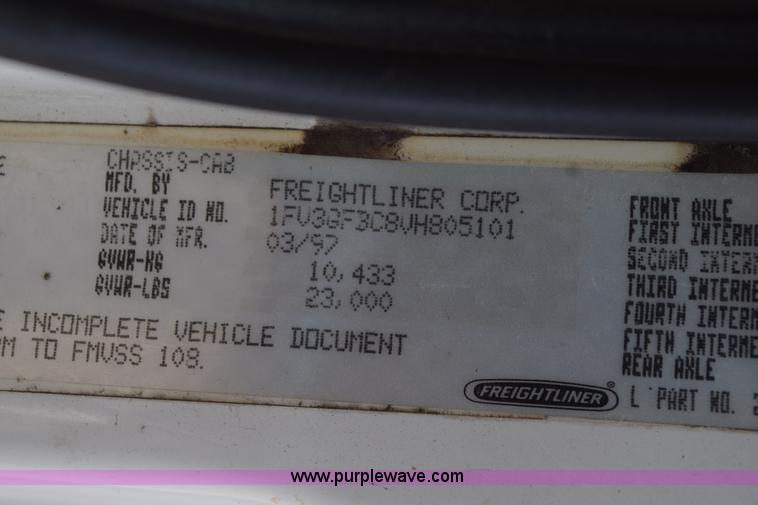 CHASSIS-CAB
MFD. BY FREIGHTLINER CORP.
VEHICLE ID NO. 1FV3GF3C8VH805101
DATE OF MFR. 03/97
GVWR-KG 10,433
GVWR-LBS 23,000
E INCOMPLETE VEHICLE DOCUMENT
OM TO FMVSS 108.
FRONT AXLE
FIRST INTERME
SECOND INTERM
THIRD INTERME
FOURTH INTERM
FIFTH INTERME
REAR AXLE
FREIGHTLINER
PART NO.
www.purplewave.com